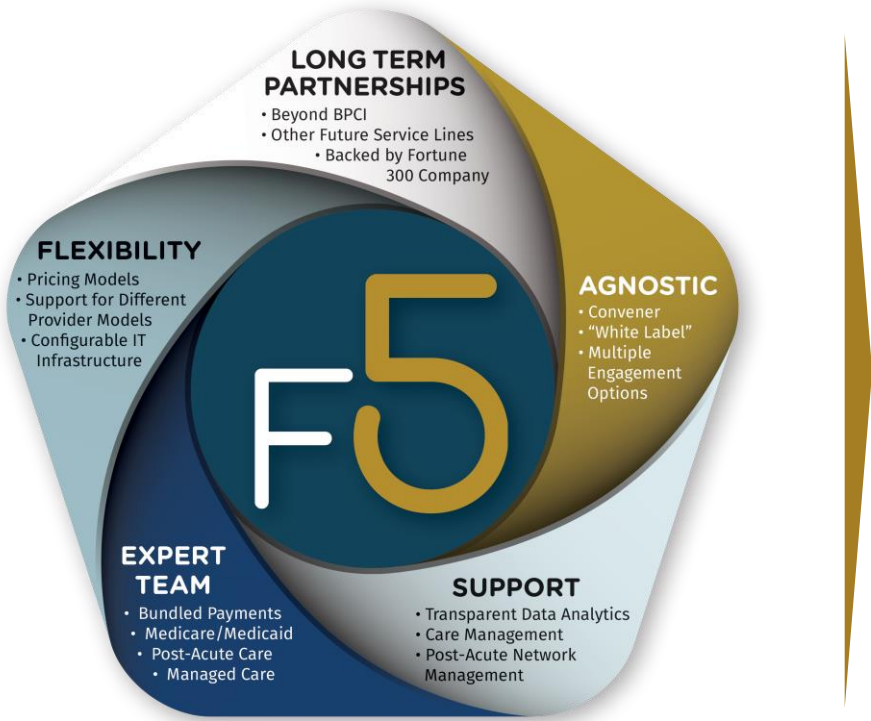 LONG TERM
PARTNERSHIPS
• Beyond BPCI
• Other Future Service Lines
• Backed by Fortune
300 Company
FLEXIBILITY
• Pricing Models
• Support for Different
Provider Models
• Configurable IT
Infrastructure
AGNOSTIC
• Convener
• “White Label”
• Multiple
Engagement
Options
F5
EXPERT
TEAM
• Bundled Payments
• Medicare/Medicaid
• Post-Acute Care
• Managed Care
SUPPORT
• Transparent Data Analytics
• Care Management
• Post-Acute Network
Management